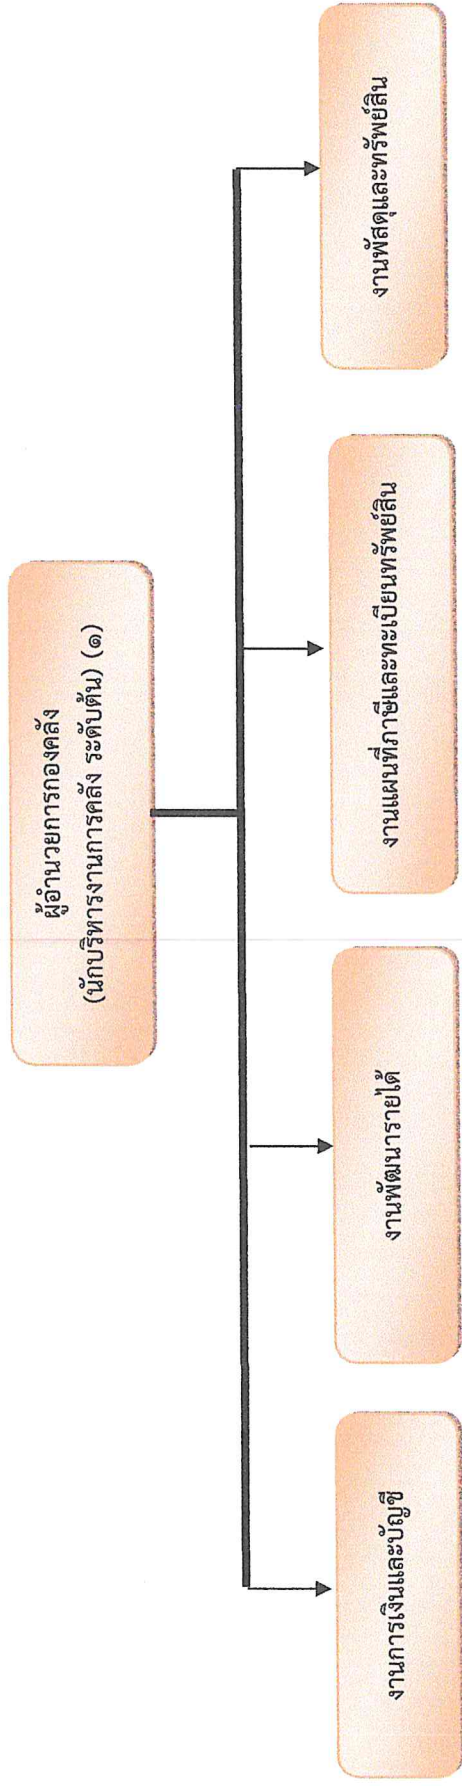 ผู้อำนวยการกองคลัง
(นักบริหารงานการคลัง ระดับต้น) (๑)
งานการเงินและบัญชี
งานพัฒนารายได้
งานแผนที่ภาษีและทะเบียนทรัพย์สิน
งานพัสดุและทรัพย์สิน